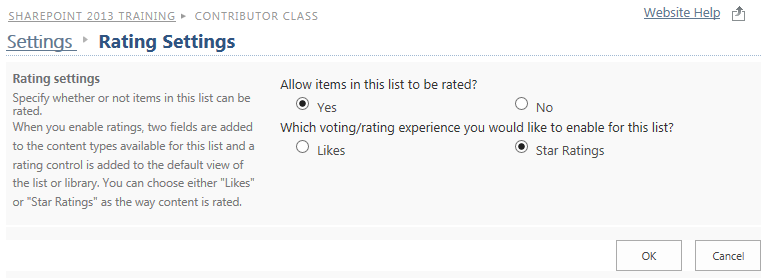 SHAREPOINT 2013 TRAINING ▸ CONTRIBUTOR CLASS
Website Help
Settings ▸ Rating Settings
Rating settings
Specify whether or not items in this list can be
rated.
When you enable ratings, two fields are added
to the content types available for this list and a
rating control is added to the default view of
the list or library. You can choose either "Likes"
or "Star Ratings" as the way content is rated.
Allow items in this list to be rated?
Yes No
Which voting/rating experience you would like to enable for this list?
Likes Star Ratings
OK Cancel